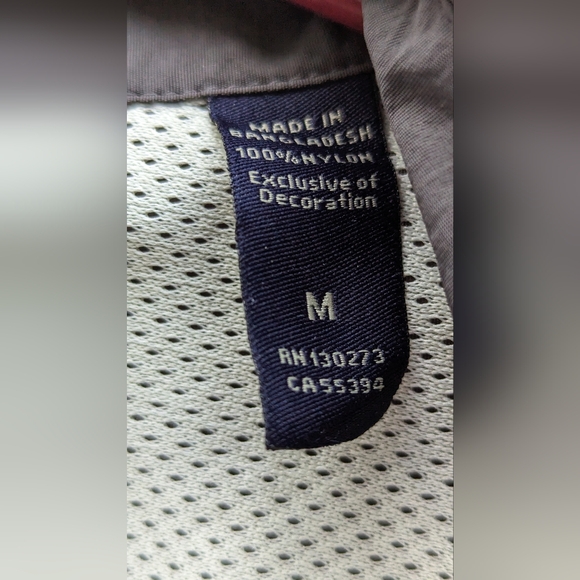 MADE IN
BANGLADESH
100%NYLON
Exclusive of
Decoration
M
RN130273
CA55394